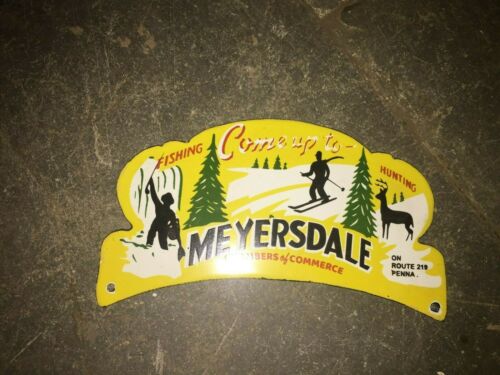 Come up to-
FISHING
HUNTING
MEYERSDALE
CHAMBERS of COMMERCE
ON
ROUTE 219
PENNA.